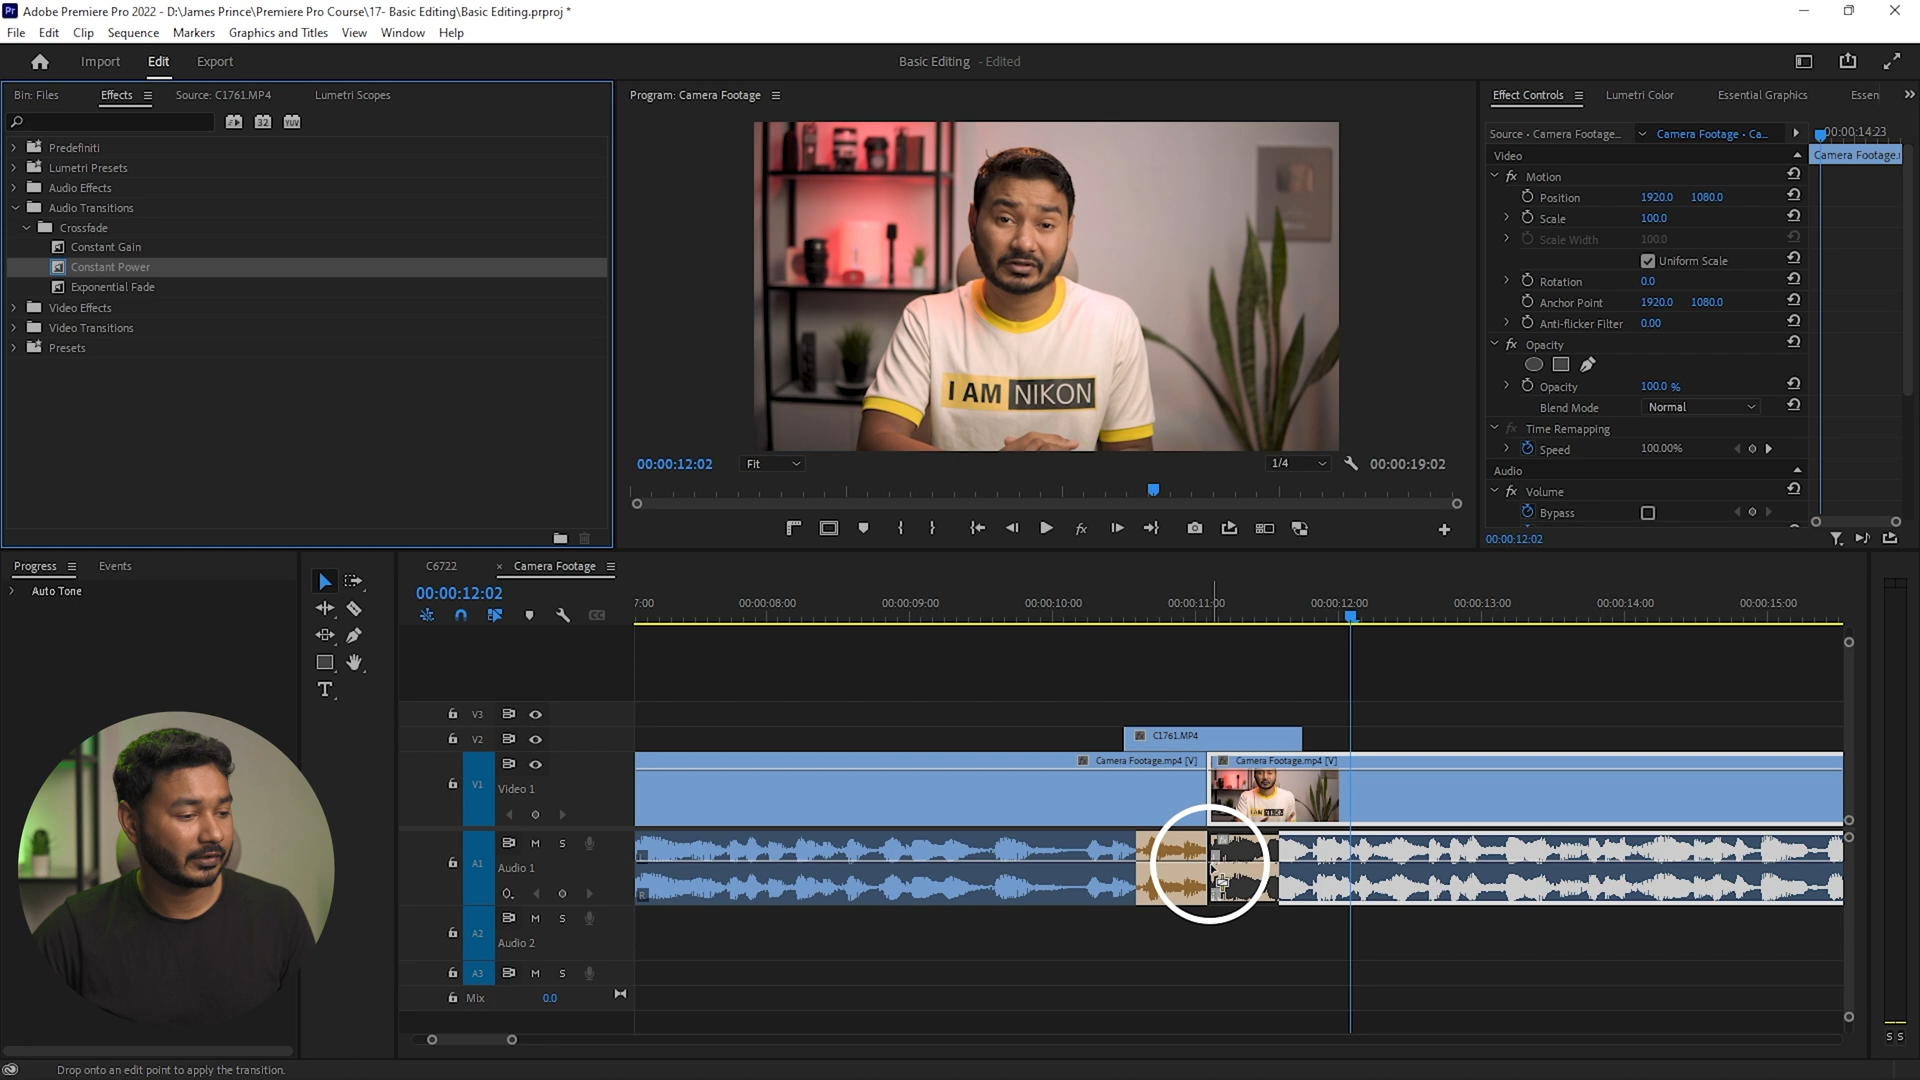 Pr Adobe Premiere Pro 2022 - D:\James Prince\Premiere Pro Course\17- Basic Editing\Basic Editing.prproj *
File Edit Clip Sequence Markers Graphics and Titles View Window Help
Import Edit Export
Basic Editing - Edited
Bin: Files Effects Source: C1761.MP4 Lumetri Scopes
32 YUV
Predefiniti
Lumetri Presets
Audio Effects
Audio Transitions
Crossfade
Constant Gain
Constant Power
Exponential Fade
Video Effects
Video Transitions
Presets
Program: Camera Footage
I AM NIKON
00:00:12:02 Fit 1/4 00:00:19:02
fx
Effect Controls Lumetri Color Essential Graphics Essen
Source • Camera Footage... Camera Footage • Ca... 00:00:14:23
Video Camera Footage.
fx Motion
Position 1920.0 1080.0
Scale 100.0
Scale Width 100.0
Uniform Scale
Rotation 0.0
Anchor Point 1920.0 1080.0
Anti-flicker Filter 0.00
fx Opacity
Opacity 100.0 %
Blend Mode Normal
fx Time Remapping
Speed 100.00%
Audio
fx Volume
Bypass
00:00:12:02
Progress Events
Auto Tone
C6722 × Camera Footage
00:00:12:02
7:00 00:00:08:00 00:00:09:00 00:00:10:00 00:00:11:00 00:00:12:00 00:00:13:00 00:00:14:00 00:00:15:00
CC
T
V3
V2 fx C1761.MP4
fx Camera Footage.mp4 [V] fx Camera Footage.mp4 [V]
V1 Video 1
M S
A1 Audio 1
L
R
M S
A2 Audio 2
A3 M S
Mix 0.0
S S
Drop onto an edit point to apply the transition.